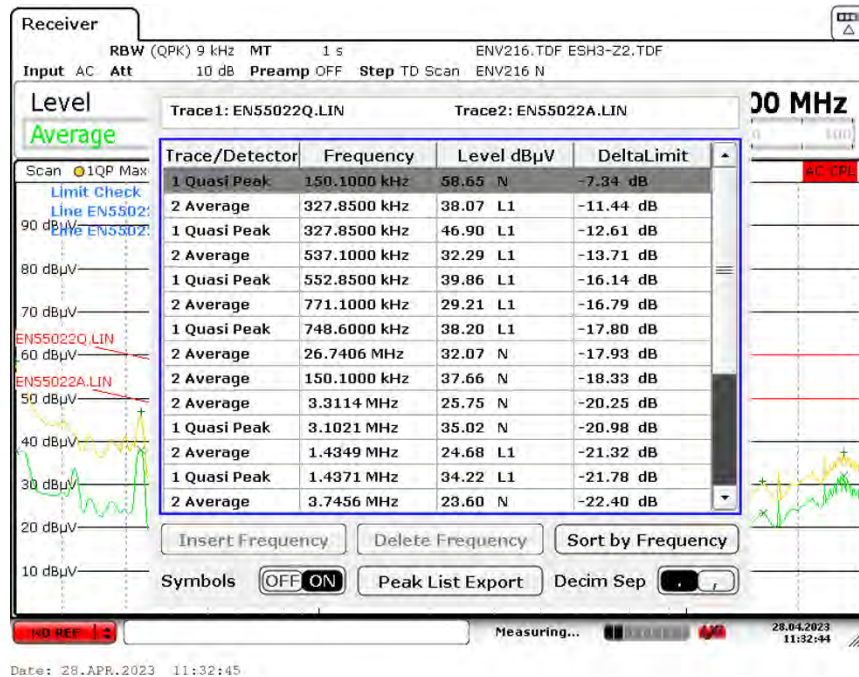 Receiver
RBW (QPK) 9 kHz MT 1 s ENV216.TDF ESH3-Z2.TDF
Input AC Att 10 dB Preamp OFF Step TD Scan ENV216 N
Level 00 MHz
Average
Trace1: EN55022Q.LIN Trace2: EN55022A.LIN
Trace/Detector Frequency Level dBµV DeltaLimit
Scan 1QP Max AC CPL
Limit Check
Line EN5502
Line EN5502
1 Quasi Peak 150.1000 kHz 58.65 N -7.34 dB
2 Average 327.8500 kHz 38.07 L1 -11.44 dB
1 Quasi Peak 327.8500 kHz 46.90 L1 -12.61 dB
2 Average 537.1000 kHz 32.29 L1 -13.71 dB
1 Quasi Peak 552.8500 kHz 39.86 L1 -16.14 dB
2 Average 771.1000 kHz 29.21 L1 -16.79 dB
1 Quasi Peak 748.6000 kHz 38.20 L1 -17.80 dB
2 Average 26.7406 MHz 32.07 N -17.93 dB
2 Average 150.1000 kHz 37.66 N -18.33 dB
2 Average 3.3114 MHz 25.75 N -20.25 dB
1 Quasi Peak 3.1021 MHz 35.02 N -20.98 dB
2 Average 1.4349 MHz 24.68 L1 -21.32 dB
1 Quasi Peak 1.4371 MHz 34.22 L1 -21.78 dB
2 Average 3.7456 MHz 23.60 N -22.40 dB
90 dBµV
80 dBµV
70 dBµV
EN55022Q.LIN
60 dBµV
EN55022A.LIN
50 dBµV
40 dBµV
30 dBµV
20 dBµV
10 dBµV
Insert Frequency Delete Frequency Sort by Frequency
Symbols OFF ON Peak List Export Decim Sep . ,
NO REF Measuring... 28.04.2023
11:32:44
Date: 28.APR.2023 11:32:45